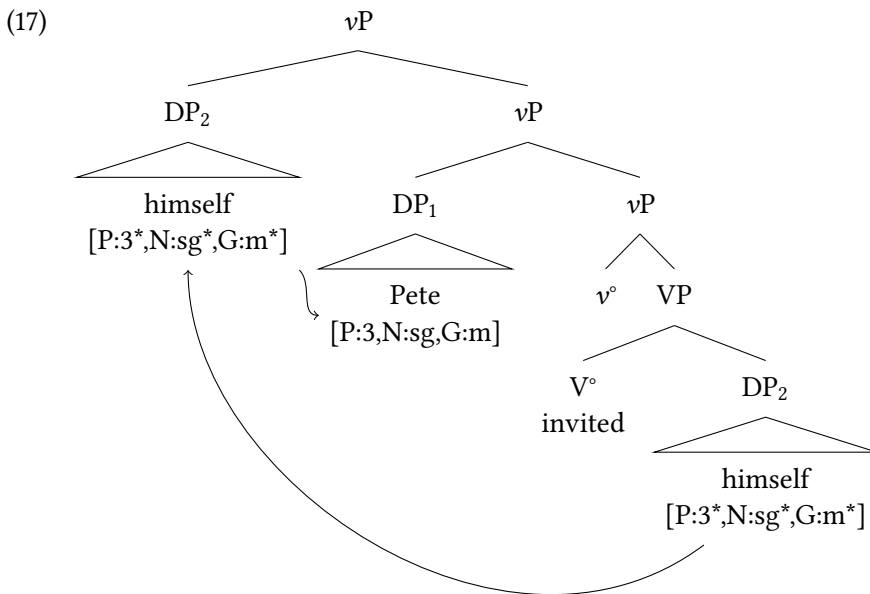 (17)
vP
DP₂ vP
himself
[P:3*,N:sg*,G:m*]
DP₁ vP
Pete
[P:3,N:sg,G:m]
v° VP
V°
invited
DP₂
himself
[P:3*,N:sg*,G:m*]